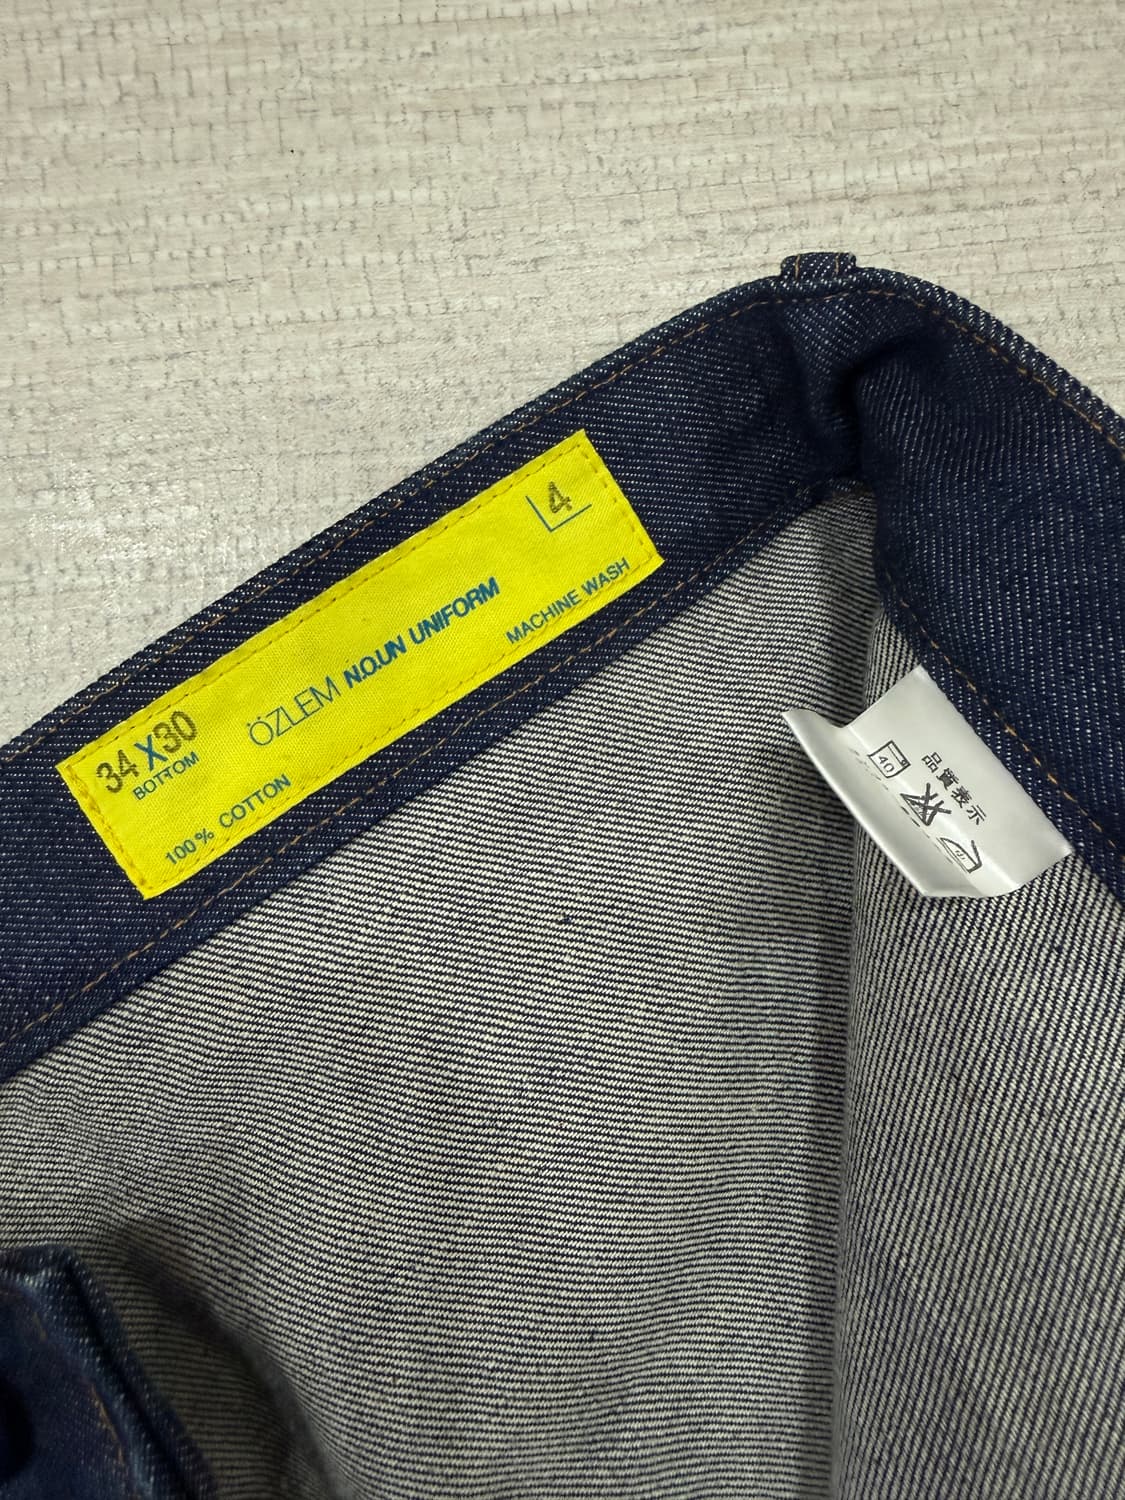 4
34 X 30
BOTTOM
ÖZLEM N.O.UN UNIFORM
100% COTTON
MACHINE WASH
品質表示
40